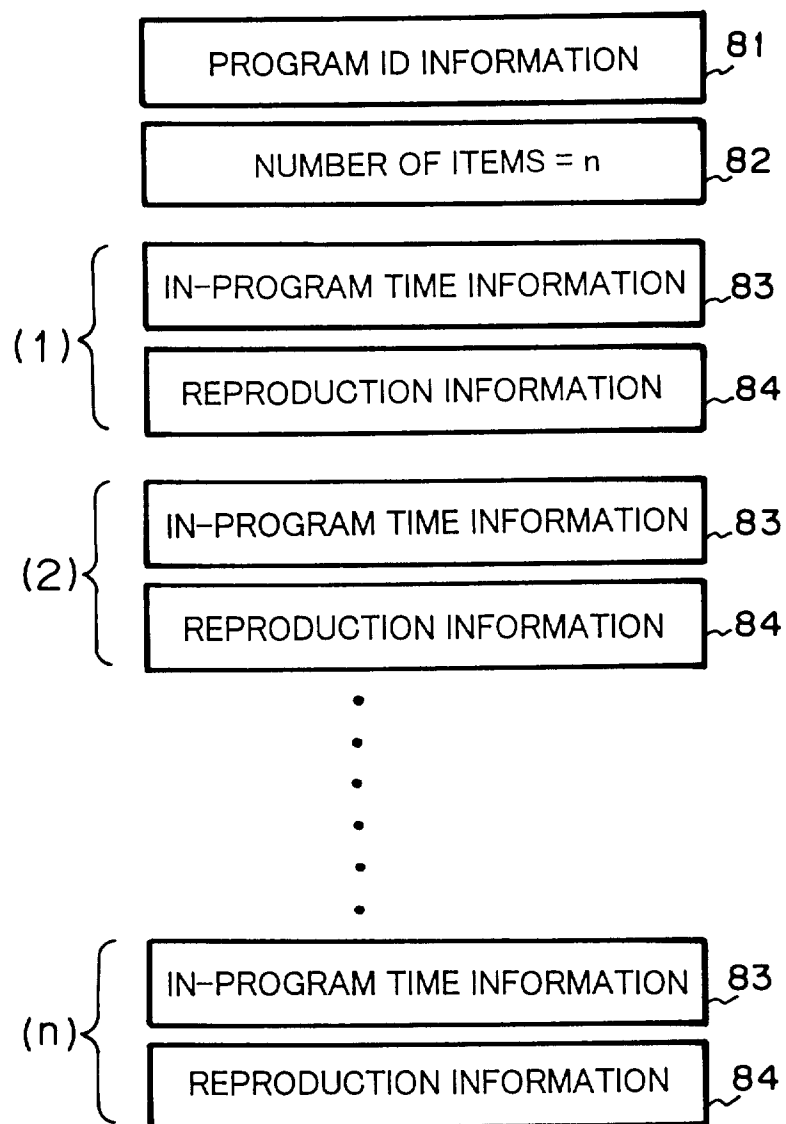 PROGRAM ID INFORMATION 81
NUMBER OF ITEMS = n 82
IN-PROGRAM TIME INFORMATION 83
(1)
REPRODUCTION INFORMATION 84
IN-PROGRAM TIME INFORMATION 83
(2)
REPRODUCTION INFORMATION 84
IN-PROGRAM TIME INFORMATION 83
(n)
REPRODUCTION INFORMATION 84